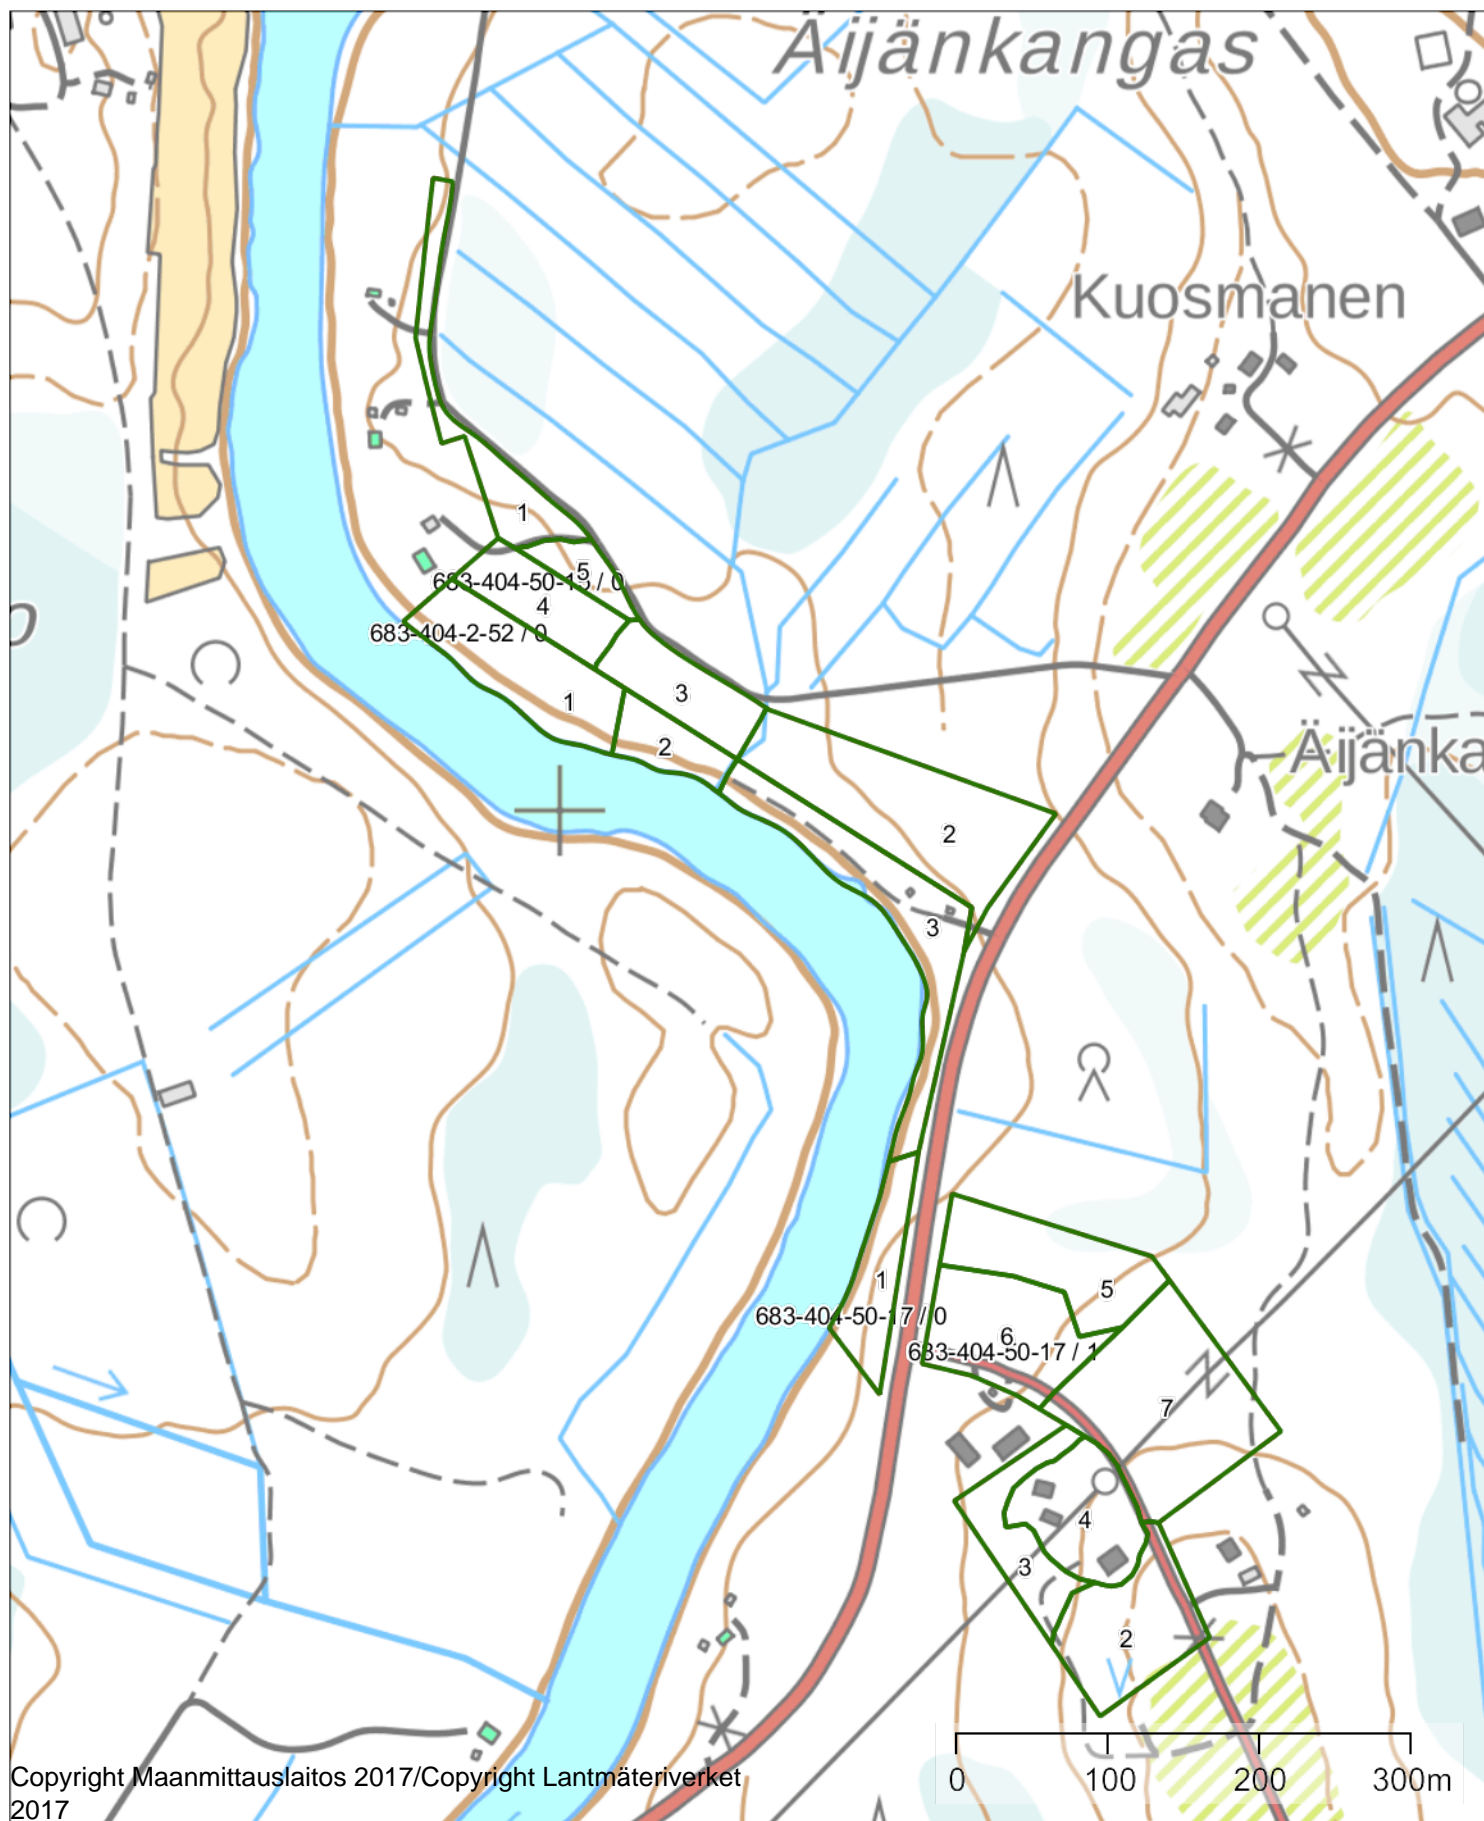 Äijänkangas
Kuosmanen
1
5
683-404-50-15 / 0
4
683-404-2-52 / 0
3
1
2
Äijänka
2
3
1
5
683-404-50-17 / 0
6
683-404-50-17 / 1
7
4
3
2
0 100 200 300m
Copyright Maanmittauslaitos 2017/Copyright Lantmäteriverket
2017